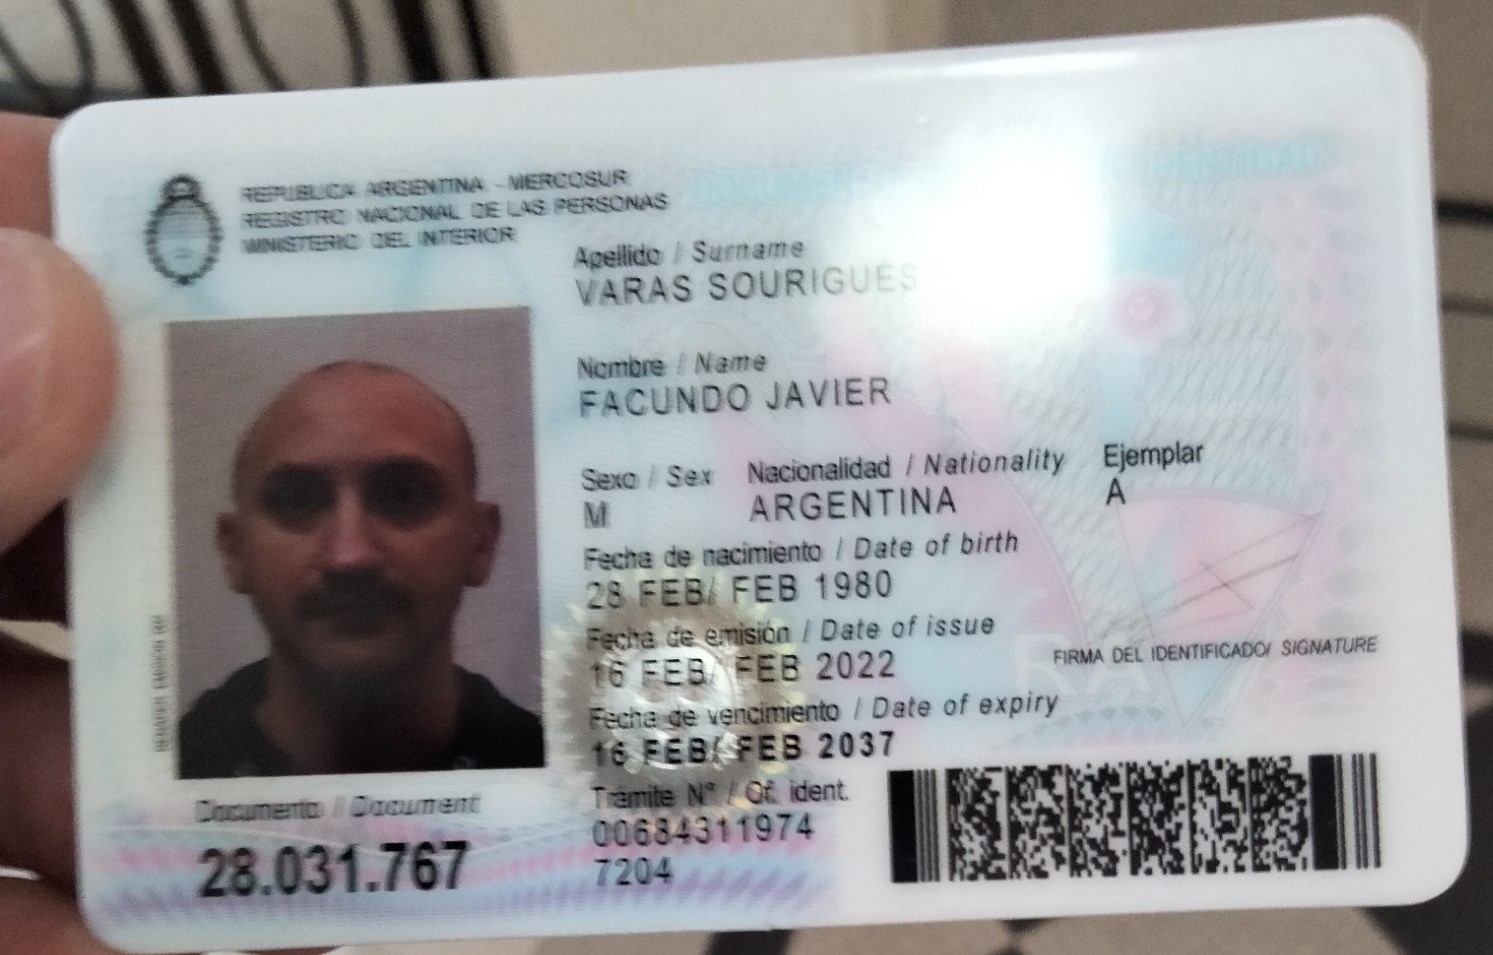 REPUBLICA ARGENTINA - MERCOSUR
REGISTRO NACIONAL DE LAS PERSONAS
MINISTERIO DEL INTERIOR
Apellido / Surname
VARAS SOURIGUES
Nombre / Name
FACUNDO JAVIER
Sexo / Sex Nacionalidad / Nationality Ejemplar
M ARGENTINA A
Fecha de nacimiento / Date of birth
28 FEB/ FEB 1980
Fecha de emisión / Date of issue
16 FEB/ FEB 2022
FIRMA DEL IDENTIFICADO/ SIGNATURE
Fecha de vencimiento / Date of expiry
16 FEB/ FEB 2037
Trámite N° / Of. ident.
00684311974
7204
Documento / Document
28.031.767